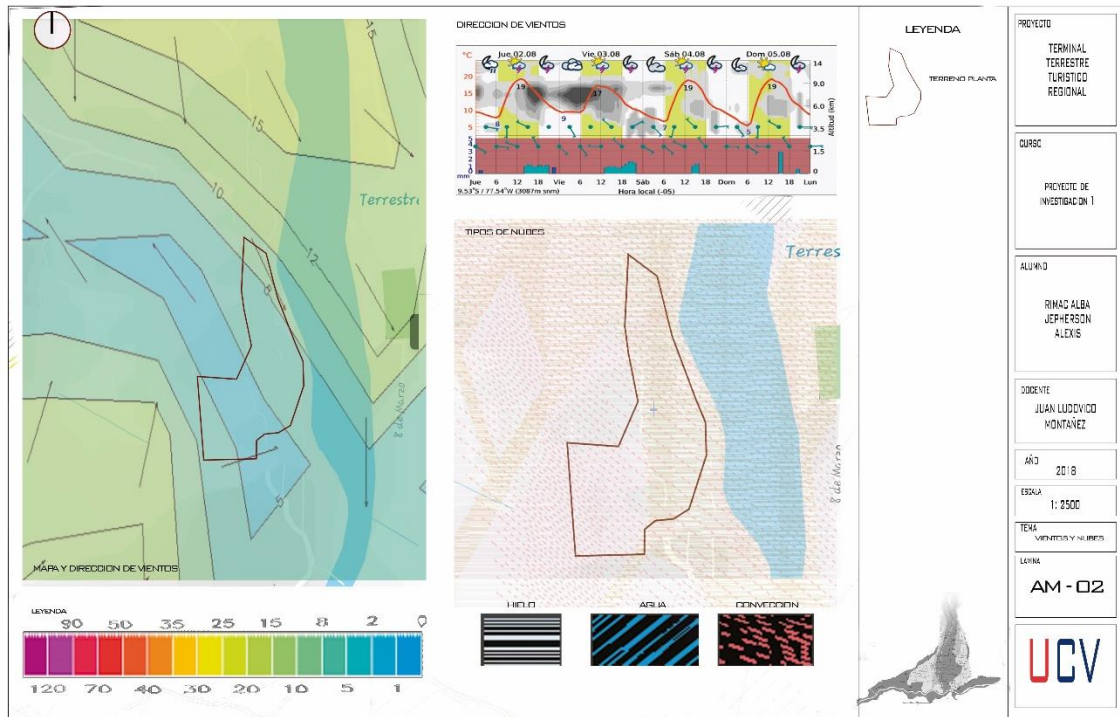 DIRECCION DE VIENTOS
Jue 02.08 Vie 03.08 Sáb 04.08 Dom 05.08
°C
20
15
10
5
19
17
19
19
8
9
7
5
14
9.0
6.0
3.5
1.5
0
Altitud (km)
5
4
3
2
1
mm
Jue 6 12 18 Vie 6 12 18 Sáb 6 12 18 Dom 6 12 18 Lun
9.53°S / 77.54°W (3087m snm)
Hora local (-05)
15
15
10
12
8
5
Terrestre
8 de Marzo
MAPA Y DIRECCION DE VIENTOS
TIPOS DE NUBES
Terres
8 de Marzo
LEYENDA
90 50 35 25 15 8 2 0
120 70 40 30 20 10 5 1
HIELO
AGUA
CONVECCION
LEYENDA
TERRENO PLANTA
PROYECTO
TERMINAL
TERRESTRE
TURISTICO
REGIONAL
CURSO
PROYECTO DE
INVESTIGACION 1
ALUMNO
RIMAC ALBA
JEPHERSON
ALEXIS
DOCENTE
JUAN LUDOVICO
MONTAÑEZ
AÑO
2018
ESCALA
1: 2500
TEMA
VIENTOS Y NUBES
LAMINA
AM - 02
UCV